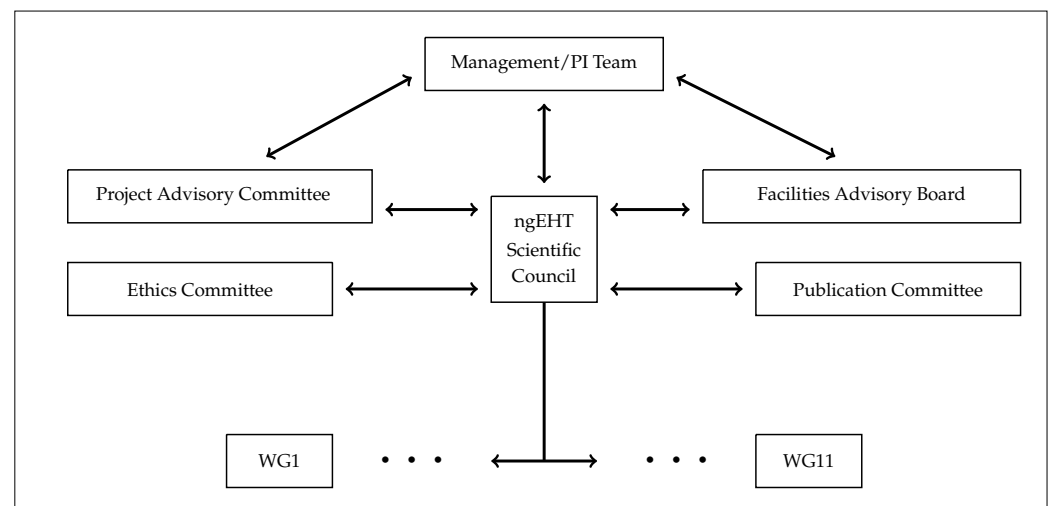 Management/PI Team
Project Advisory Committee
Facilities Advisory Board
ngEHT
Scientific
Council
Ethics Committee
Publication Committee
WG1
• • •
• • •
WG11